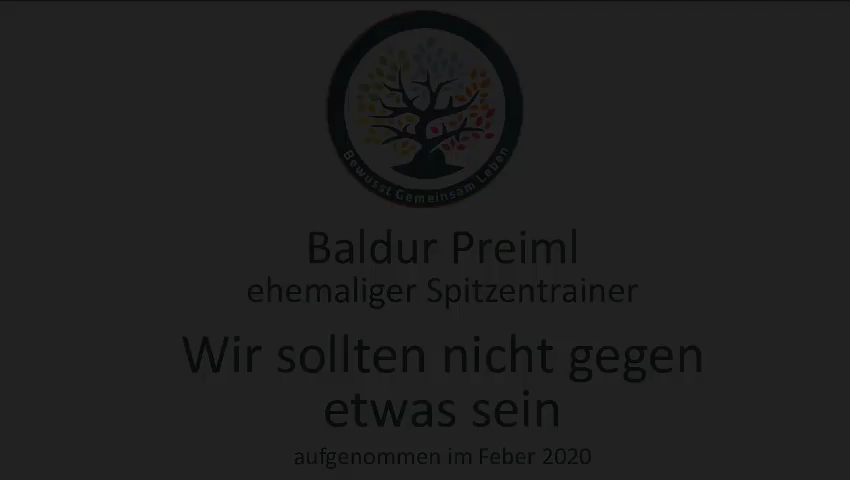 Bewusst Gemeinsam Leben
Baldur Preiml
ehemaliger Spitzentrainer
Wir sollten nicht gegen
etwas sein
aufgenommen im Feber 2020